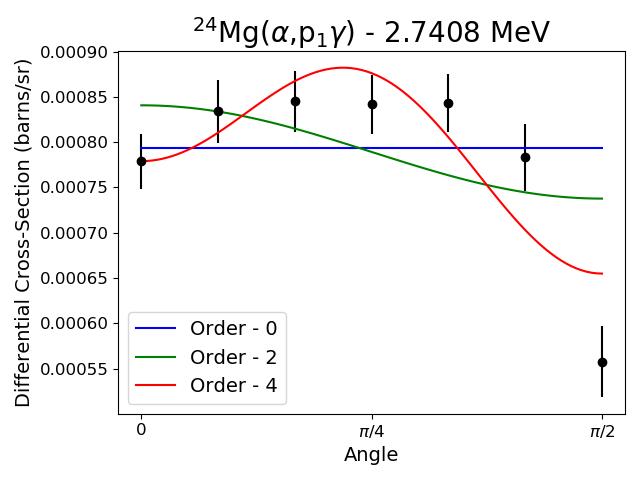 ²⁴Mg(α,p₁γ) - 2.7408 MeV
Differential Cross-Section (barns/sr)
0.00090
0.00085
0.00080
0.00075
0.00070
0.00065
0.00060
0.00055
Order - 0
Order - 2
Order - 4
0 π/4 π/2
Angle